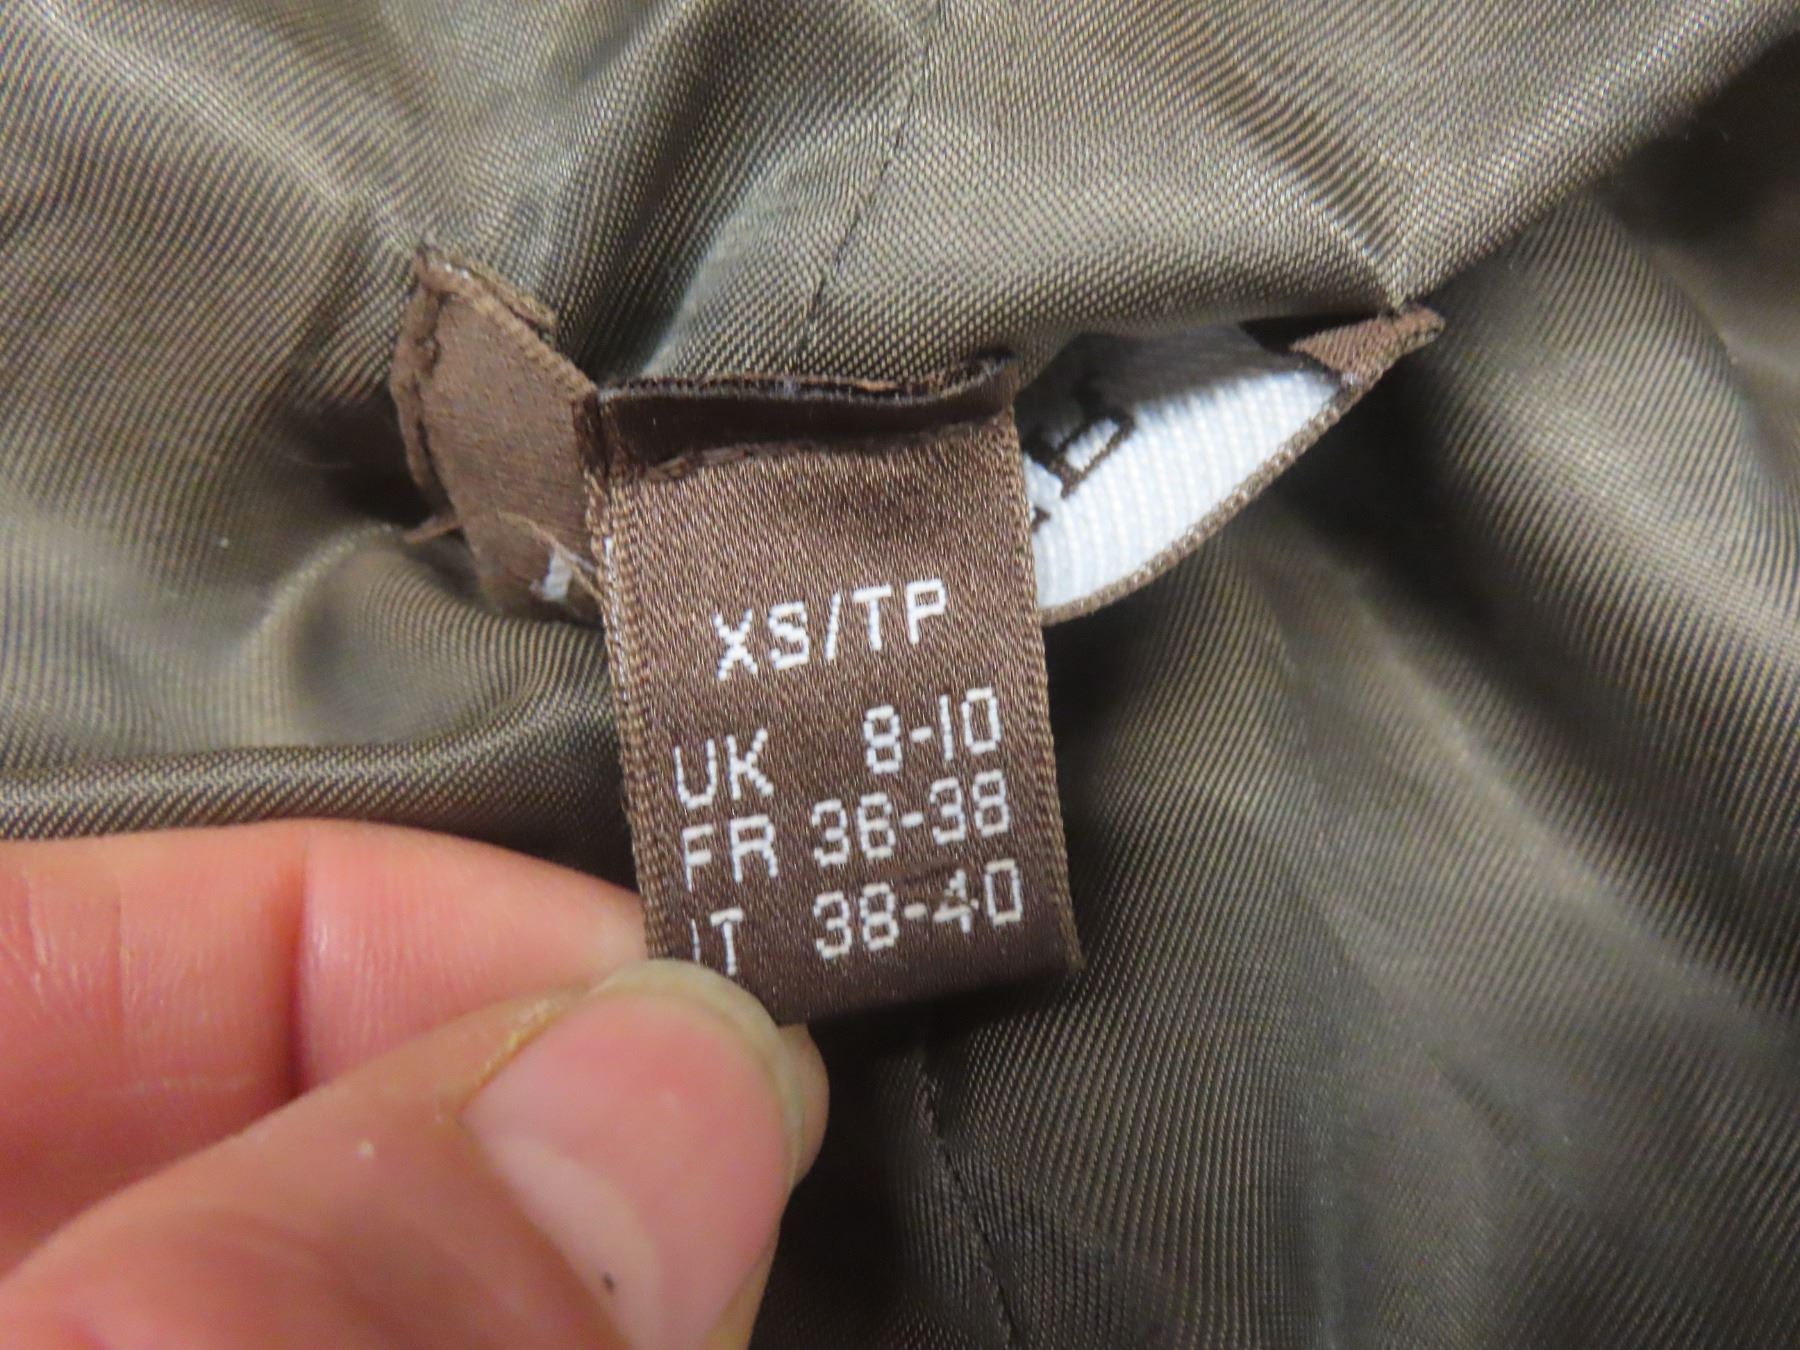 XS/TP
UK 8-10
FR 36-38
IT 38-40